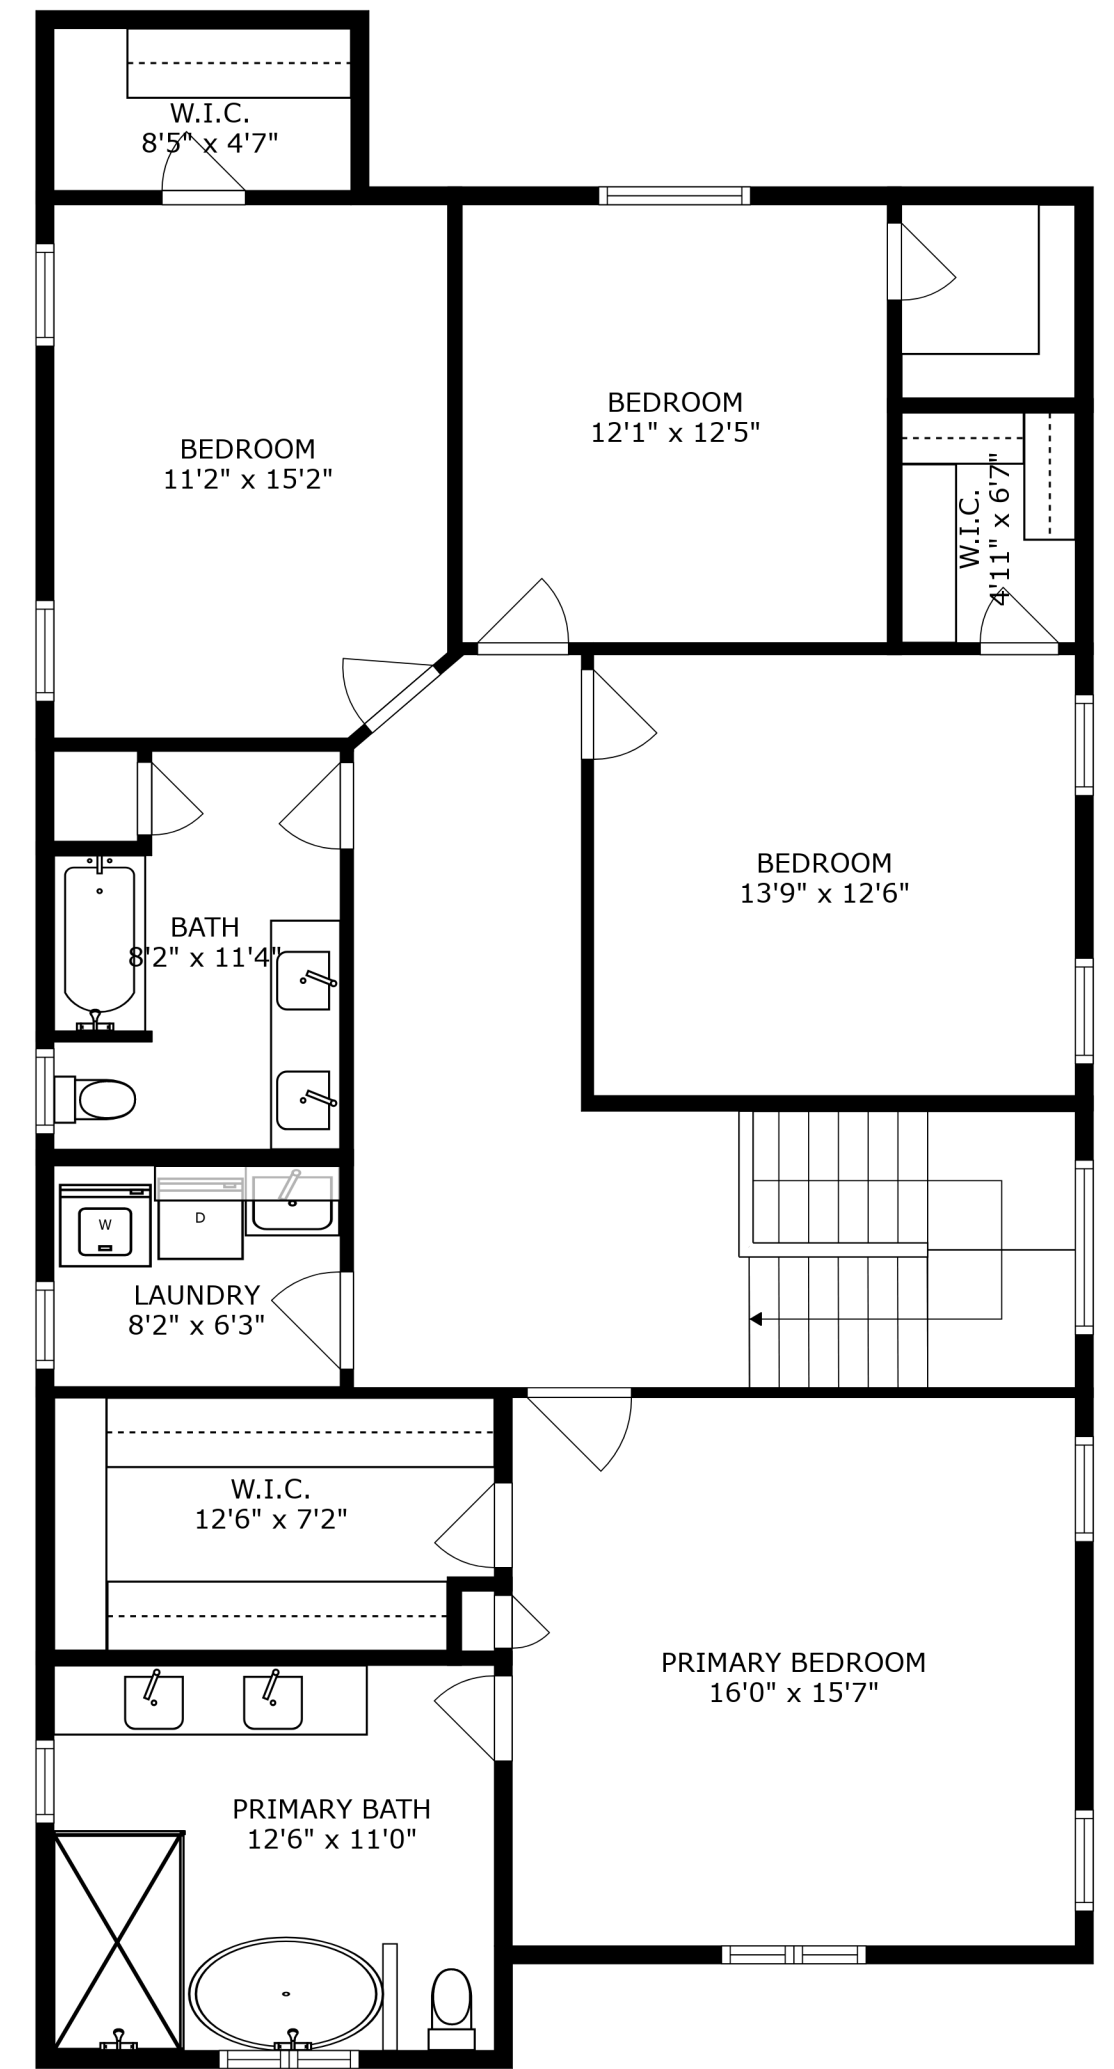 W.I.C.
8'5" x 4'7"
BEDROOM
12'1" x 12'5"
BEDROOM
11'2" x 15'2"
W.I.C.
4'11" x 6'7"
BEDROOM
13'9" x 12'6"
BATH
8'2" x 11'4"
W
D
LAUNDRY
8'2" x 6'3"
W.I.C.
12'6" x 7'2"
PRIMARY BEDROOM
16'0" x 15'7"
PRIMARY BATH
12'6" x 11'0"